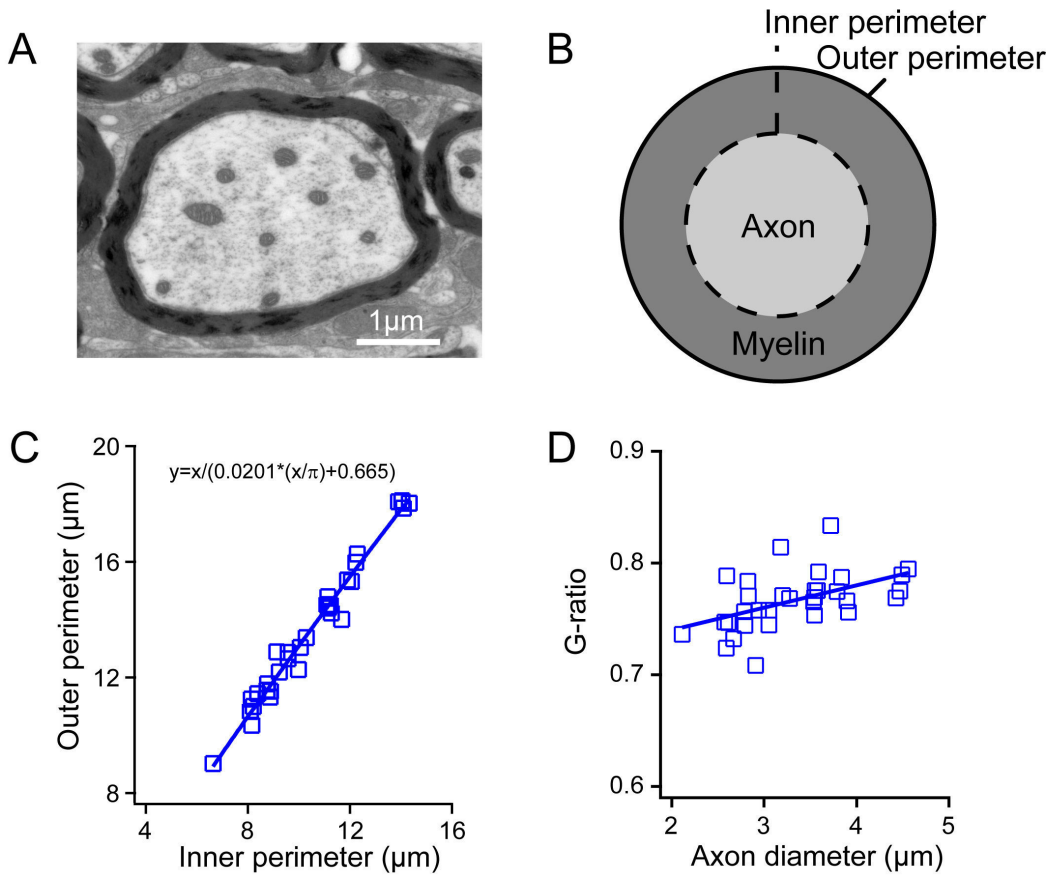 A
1μm
B
Inner perimeter
Outer perimeter
Axon
Myelin
C
20
16
12
8
4
8
12
16
y=x/(0.0201*(x/π)+0.665)
Outer perimeter (μm)
Inner perimeter (μm)
D
0.9
0.8
0.7
0.6
2
3
4
5
G-ratio
Axon diameter (μm)